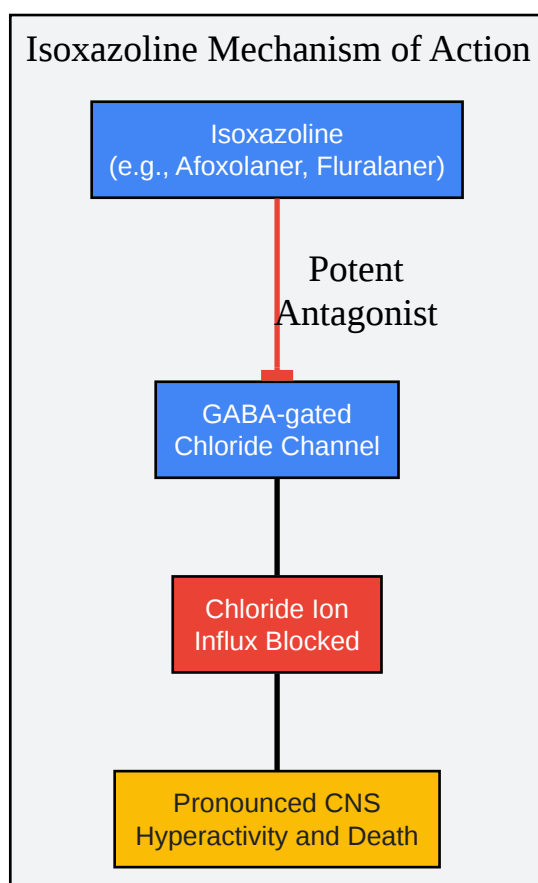 Isoxazoline Mechanism of Action
Isoxazoline
(e.g., Afoxolaner, Fluralaner)
Potent
Antagonist
GABA-gated
Chloride Channel
Chloride Ion
Influx Blocked
Pronounced CNS
Hyperactivity and Death